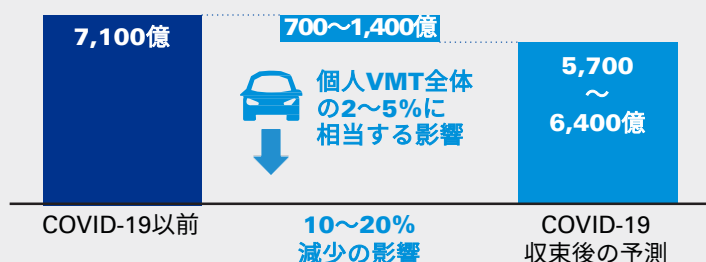 7,100億
700〜1,400億
個人VMT全体
の2〜5%に
相当する影響
5,700
〜
6,400億
COVID-19以前
10〜20%
減少の影響
COVID-19
収束後の予測